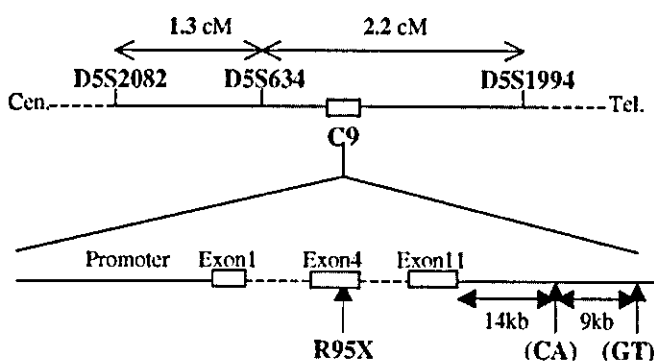 1.3 cM 2.2 cM
D5S2082 D5S634 D5S1994
Cen. Tel.
C9
Promoter Exon1 Exon4 Exon11
14kb 9kb
R95X (CA) (GT)